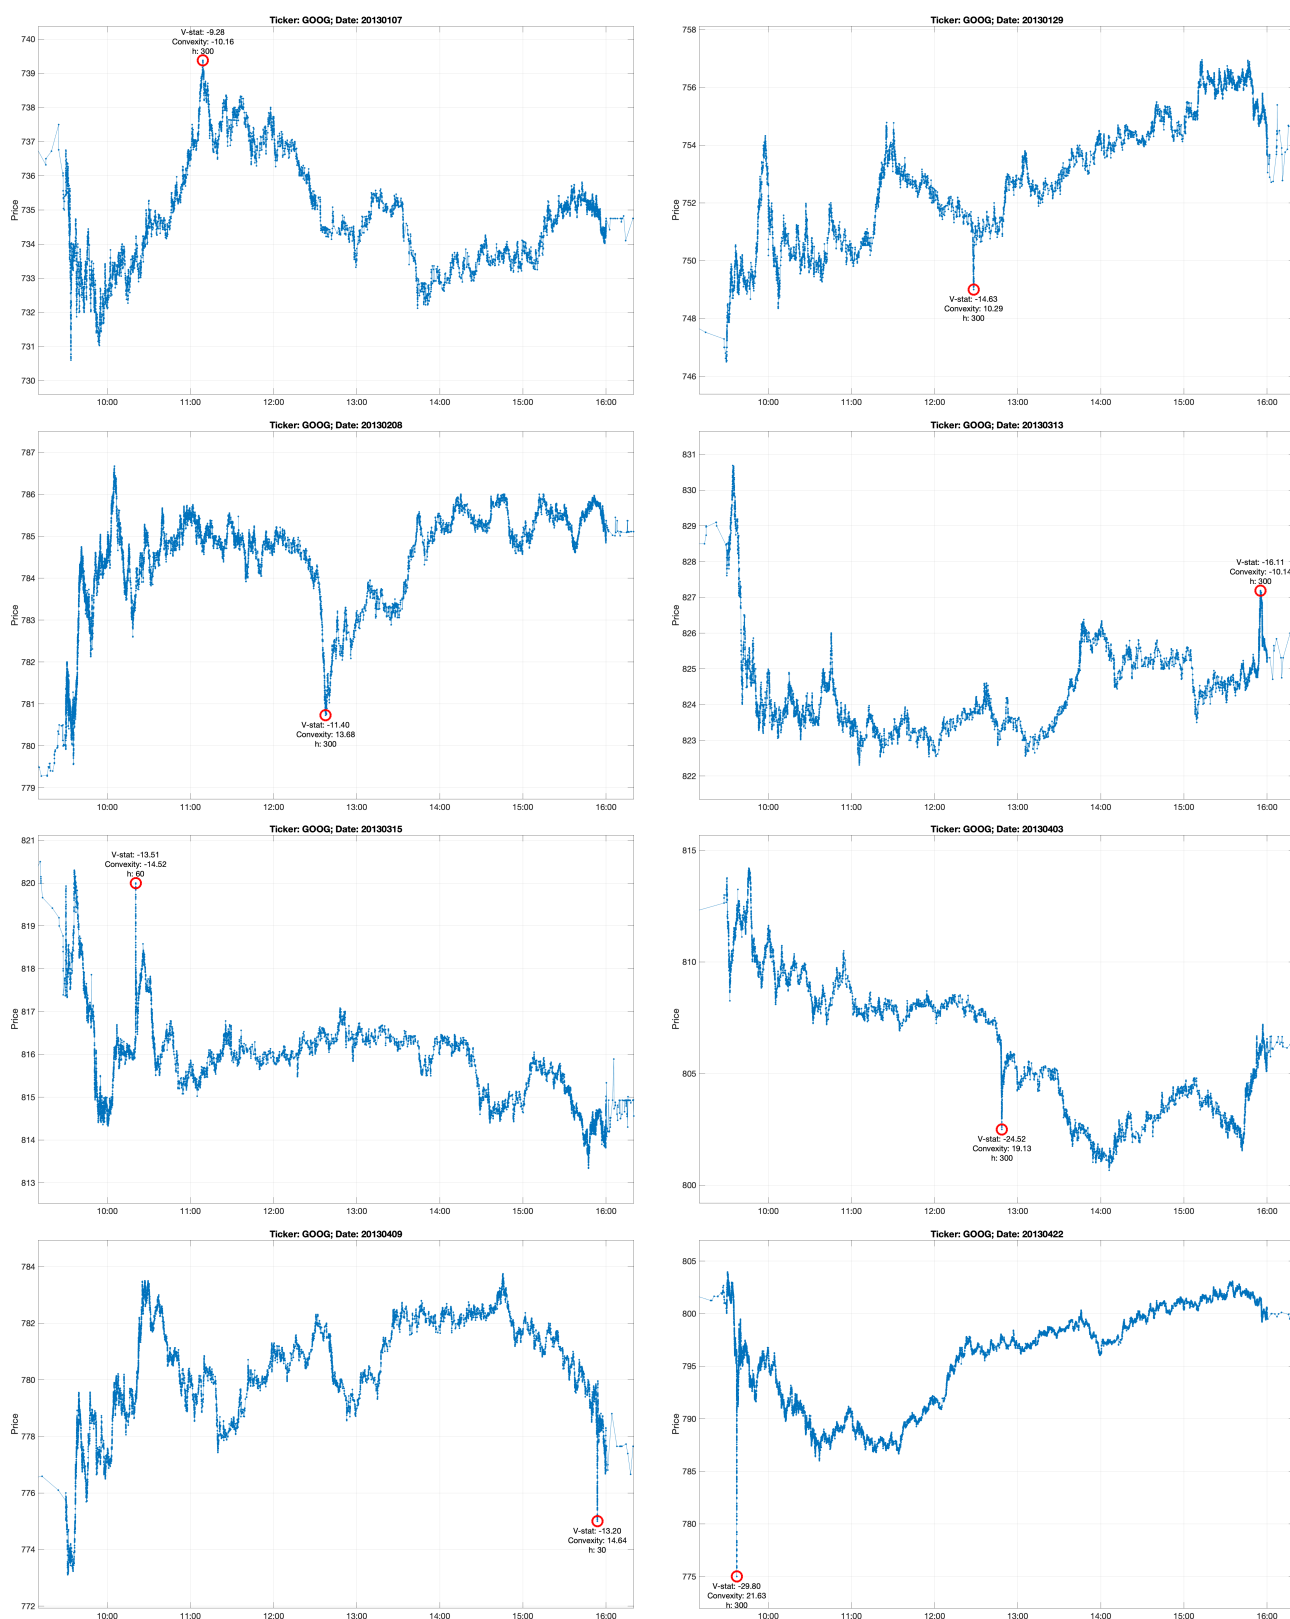 Ticker: GOOG; Date: 20130107
V-stat: -9.28
Convexity: -10.16
h: 300
Price
740
739
738
737
736
735
734
733
732
731
730
10:00 11:00 12:00 13:00 14:00 15:00 16:00
Ticker: GOOG; Date: 20130129
Price
758
756
754
752
750
748
746
V-stat: -14.63
Convexity: 10.29
h: 300
10:00 11:00 12:00 13:00 14:00 15:00 16:00
Ticker: GOOG; Date: 20130208
Price
787
786
785
784
783
782
781
780
779
V-stat: -11.40
Convexity: 13.68
h: 300
10:00 11:00 12:00 13:00 14:00 15:00 16:00
Ticker: GOOG; Date: 20130313
Price
831
830
829
828
827
826
825
824
823
822
V-stat: -16.11
Convexity: -10.14
h: 300
10:00 11:00 12:00 13:00 14:00 15:00 16:00
Ticker: GOOG; Date: 20130315
V-stat: -13.51
Convexity: -14.52
h: 60
Price
821
820
819
818
817
816
815
814
813
10:00 11:00 12:00 13:00 14:00 15:00 16:00
Ticker: GOOG; Date: 20130403
Price
815
810
805
800
V-stat: -24.52
Convexity: 19.13
h: 300
10:00 11:00 12:00 13:00 14:00 15:00 16:00
Ticker: GOOG; Date: 20130409
Price
784
782
780
778
776
774
772
V-stat: -13.20
Convexity: 14.64
h: 30
10:00 11:00 12:00 13:00 14:00 15:00 16:00
Ticker: GOOG; Date: 20130422
Price
805
800
795
790
785
780
775
V-stat: -29.80
Convexity: 21.63
h: 300
10:00 11:00 12:00 13:00 14:00 15:00 16:00